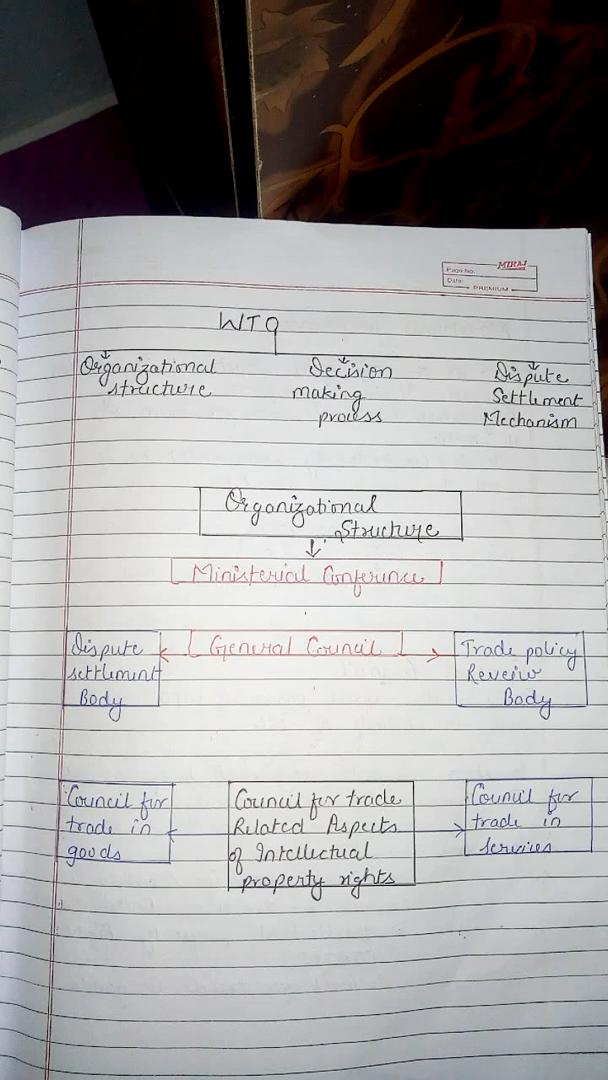 MIRAJ
Page No.
Date:
PREMIUM
WTO
Organizational
structure
Decision
making
process
Dispute
Settlement
Mechanism
Organizational
Structure
Ministerial Conference
General Council
Dispute
settlement
Body
Trade policy
Reveiw
Body
Council for
trade in
goods
Council for trade
Related Aspects
of Intellectual
property rights
Council for
trade in
services